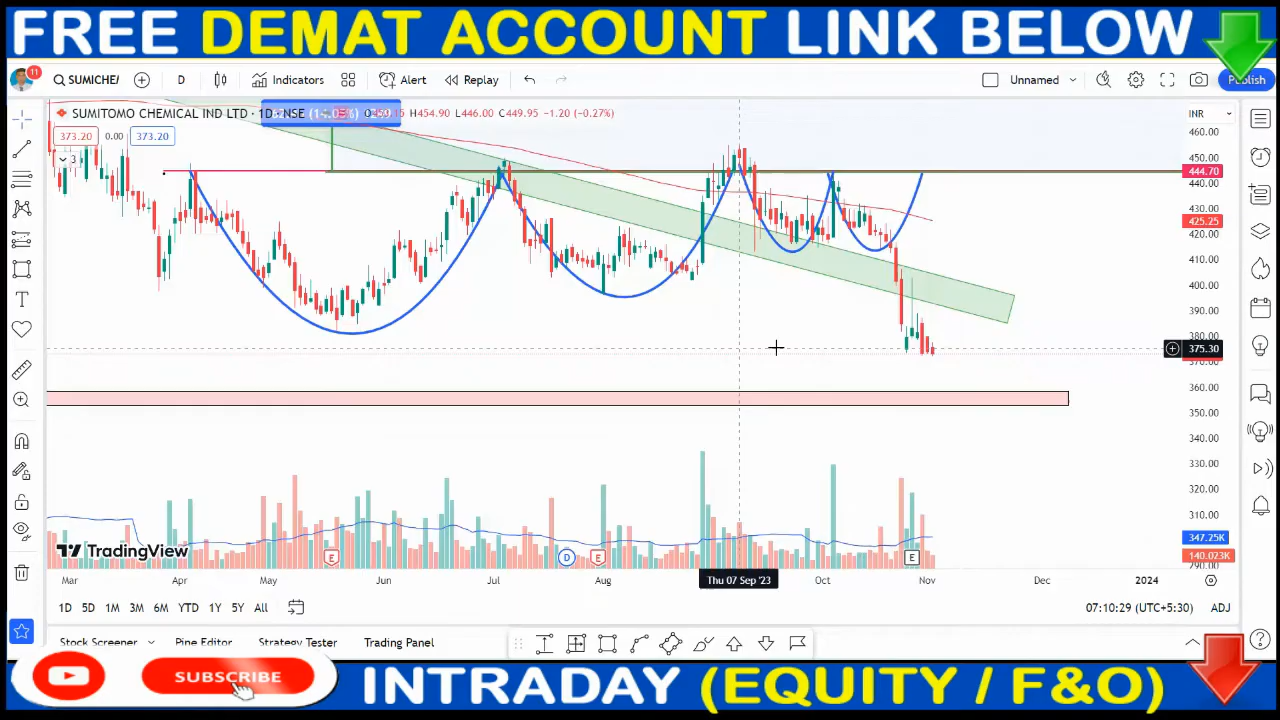 FREE DEMAT ACCOUNT LINK BELOW
11 SUMICHE/ D Indicators Alert Replay Unnamed Publish
SUMITOMO CHEMICAL IND LTD · 1D NSE H454.90 L446.00 C449.95 −1.20 (−0.27%) INR
373.20 0.00 373.20
3
460.00
450.00
444.70
440.00
430.00
425.25
420.00
410.00
400.00
390.00
380.00
375.30
370.00
360.00
350.00
340.00
330.00
320.00
310.00
347.25K
140.023K
290.00
TradingView
E D E E
Mar Apr May Jun Jul Aug Thu 07 Sep '23 Oct Nov Dec 2024
1D 5D 1M 3M 6M YTD 1Y 5Y All 07:10:29 (UTC+5:30) ADJ
Stock Screener Pine Editor Strategy Tester Trading Panel
SUBSCRIBE
INTRADAY (EQUITY / F&O)